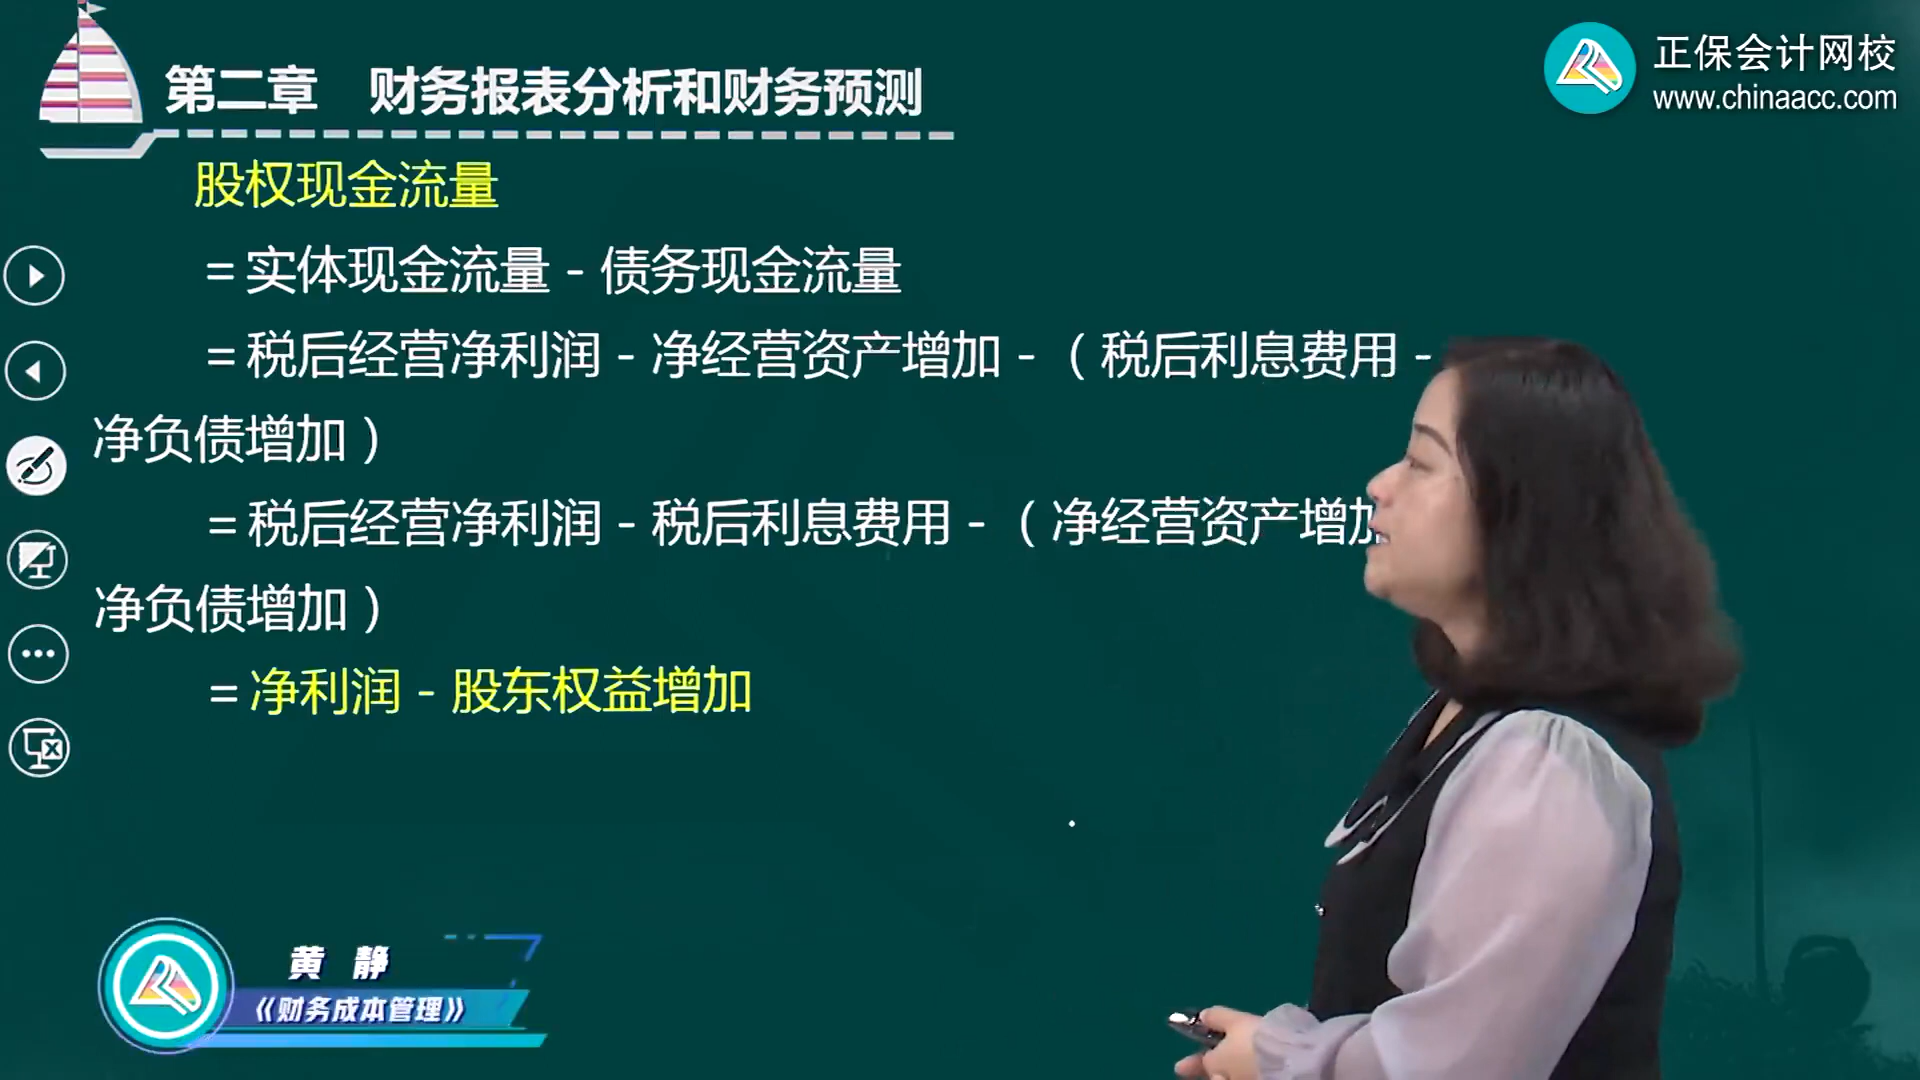 第二章 财务报表分析和财务预测
正保会计网校
www.chinaacc.com
股权现金流量
=实体现金流量-债务现金流量
=税后经营净利润-净经营资产增加-（税后利息费用-
净负债增加）
=税后经营净利润-税后利息费用-（净经营资产增加
净负债增加）
=净利润-股东权益增加
黄 静
《财务成本管理》